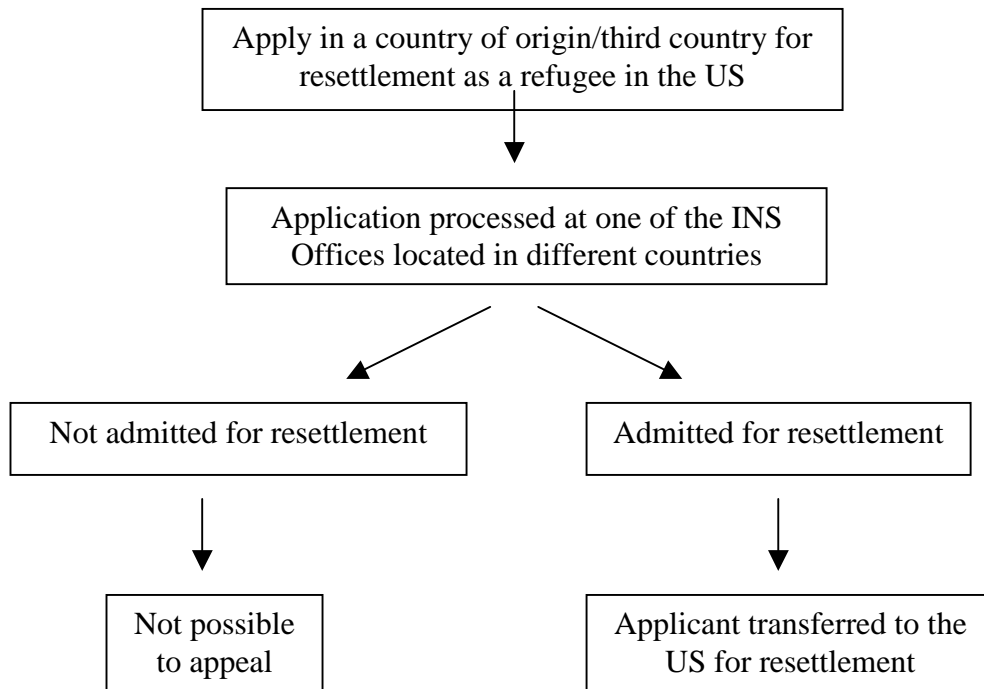 Apply in a country of origin/third country for
resettlement as a refugee in the US
Application processed at one of the INS
Offices located in different countries
Not admitted for resettlement
Admitted for resettlement
Not possible
to appeal
Applicant transferred to the
US for resettlement